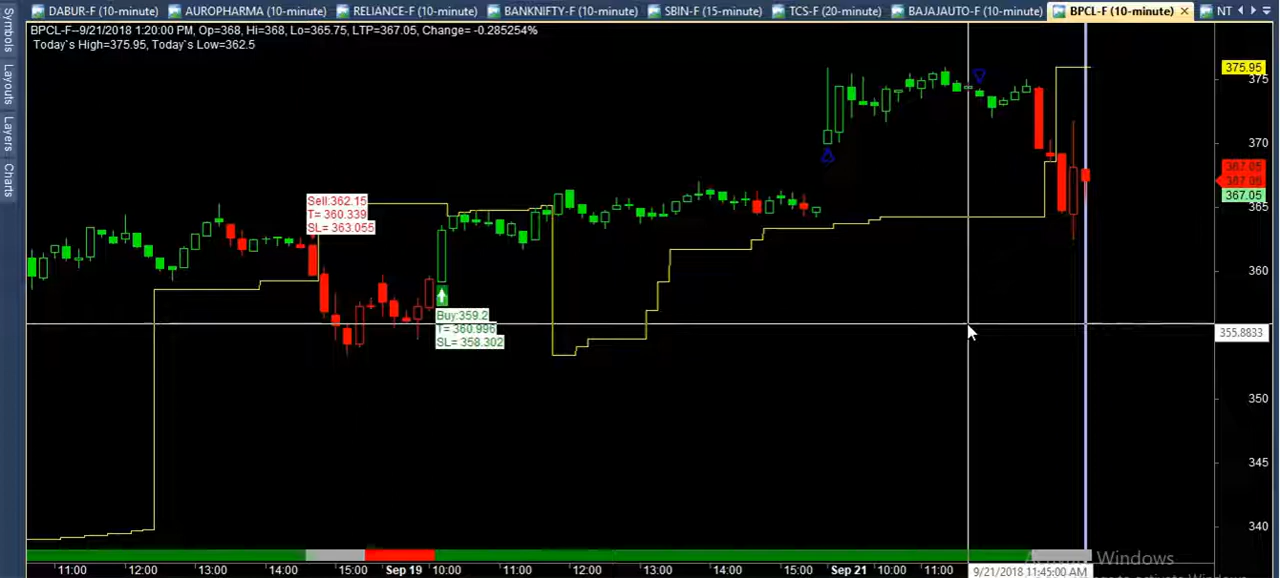 DABUR-F (10-minute) AUROPHARMA (10-minute) RELIANCE-F (10-minute) BANKNIFTY-F (10-minute) SBIN-F (15-minute) TCS-F (20-minute) BAJAJAUTO-F (10-minute) BPCL-F (10-minute) NT
Symbols
Layouts
Layers
Charts
BPCL-F--9/21/2018 1:20:00 PM, Op=368, Hi=368, Lo=365.75, LTP=367.05, Change= -0.285254%
Today`s High=375.95, Today`s Low=362.5
Sell:362.15
T= 360.339
SL= 363.055
Buy:359.2
T= 360.996
SL= 358.302
375.95
375
370
367.05
367.05
367.05
365
360
355.8833
350
345
340
Windows
11:00 12:00 13:00 14:00 15:00 Sep 19 10:00 11:00 12:00 13:00 14:00 15:00 Sep 21 10:00 11:00 9/21/2018 11:45:00 AM